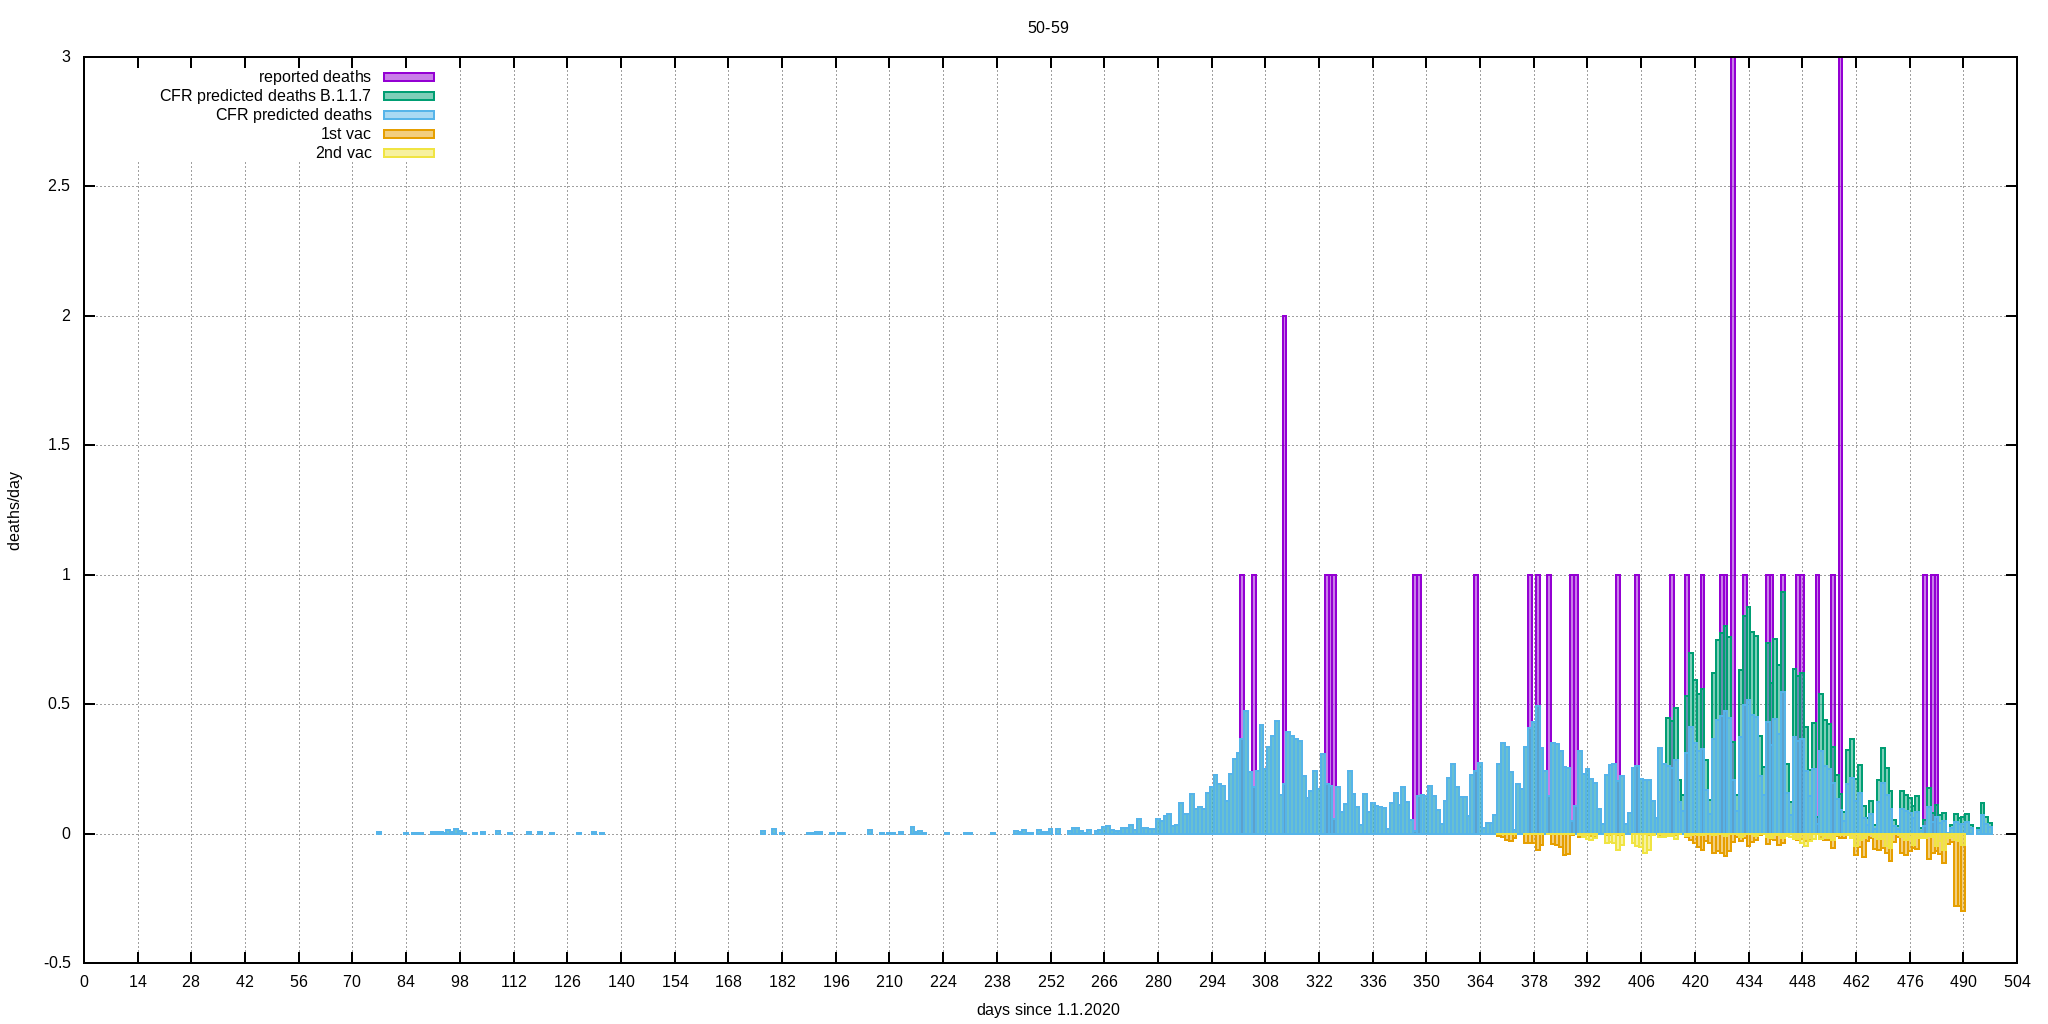 50-59
3
reported deaths
CFR predicted deaths B.1.1.7
CFR predicted deaths
1st vac
2nd vac
2.5
2
1.5
1
0.5
0
-0.5
deaths/day
0 14 28 42 56 70 84 98 112 126 140 154 168 182 196 210 224 238 252 266 280 294 308 322 336 350 364 378 392 406 420 434 448 462 476 490 504
days since 1.1.2020